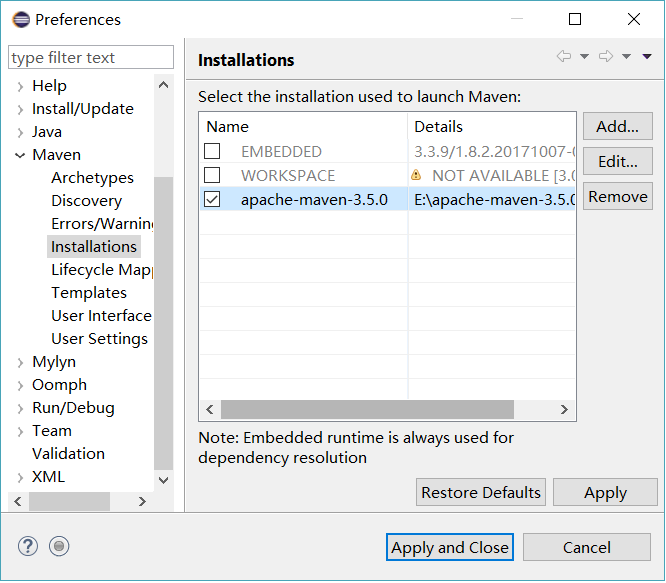 Preferences
type filter text
Help
Install/Update
Java
Maven
Archetypes
Discovery
Errors/Warning
Installations
Lifecycle Mapp
Templates
User Interface
User Settings
Mylyn
Oomph
Run/Debug
Team
Validation
XML
Installations
Select the installation used to launch Maven:
Name Details
EMBEDDED 3.3.9/1.8.2.20171007-0
WORKSPACE NOT AVAILABLE [3.0
apache-maven-3.5.0 E:\apache-maven-3.5.0
Add...
Edit...
Remove
Note: Embedded runtime is always used for
dependency resolution
Restore Defaults Apply
Apply and Close Cancel